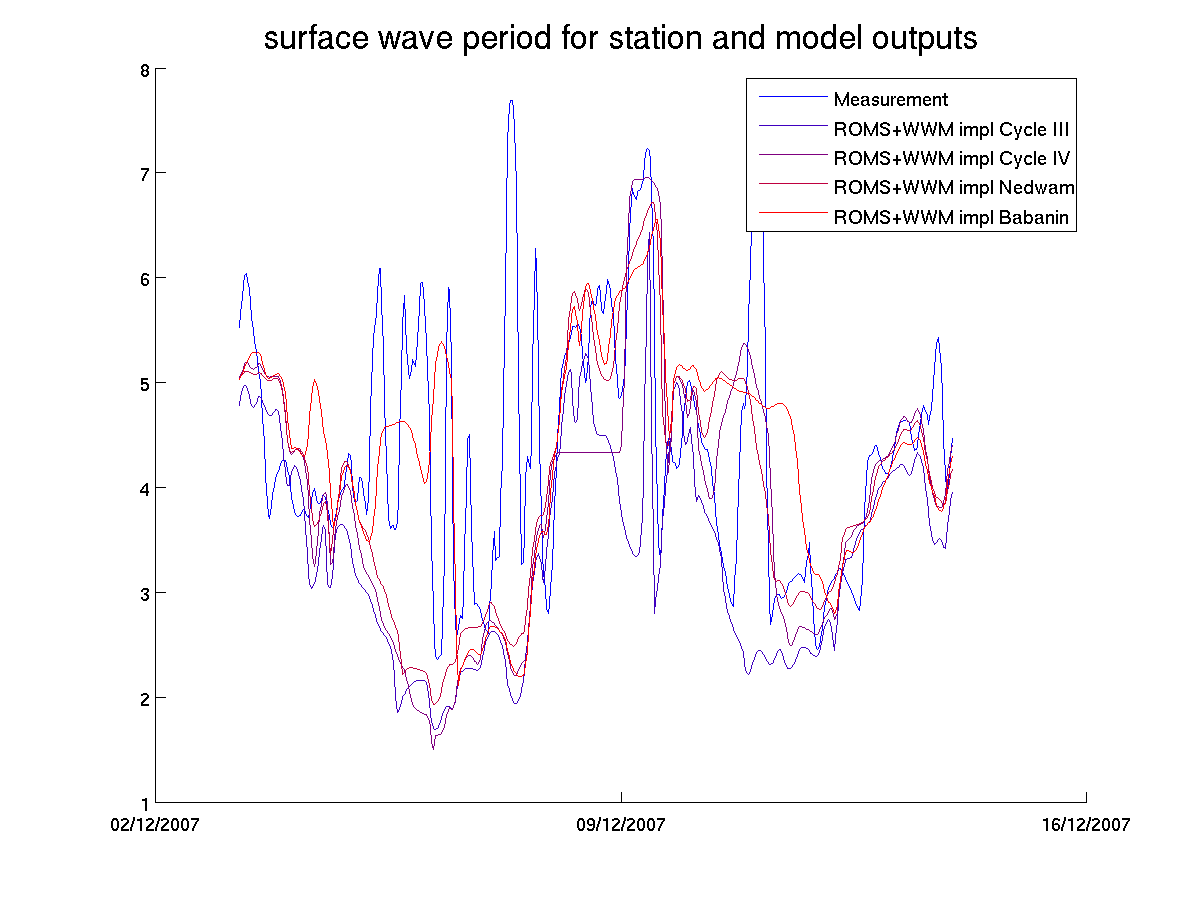 surface wave period for station and model outputs
8
7
6
5
4
3
2
1
Measurement
ROMS+WWM impl Cycle III
ROMS+WWM impl Cycle IV
ROMS+WWM impl Nedwam
ROMS+WWM impl Babanin
02/12/2007
09/12/2007
16/12/2007